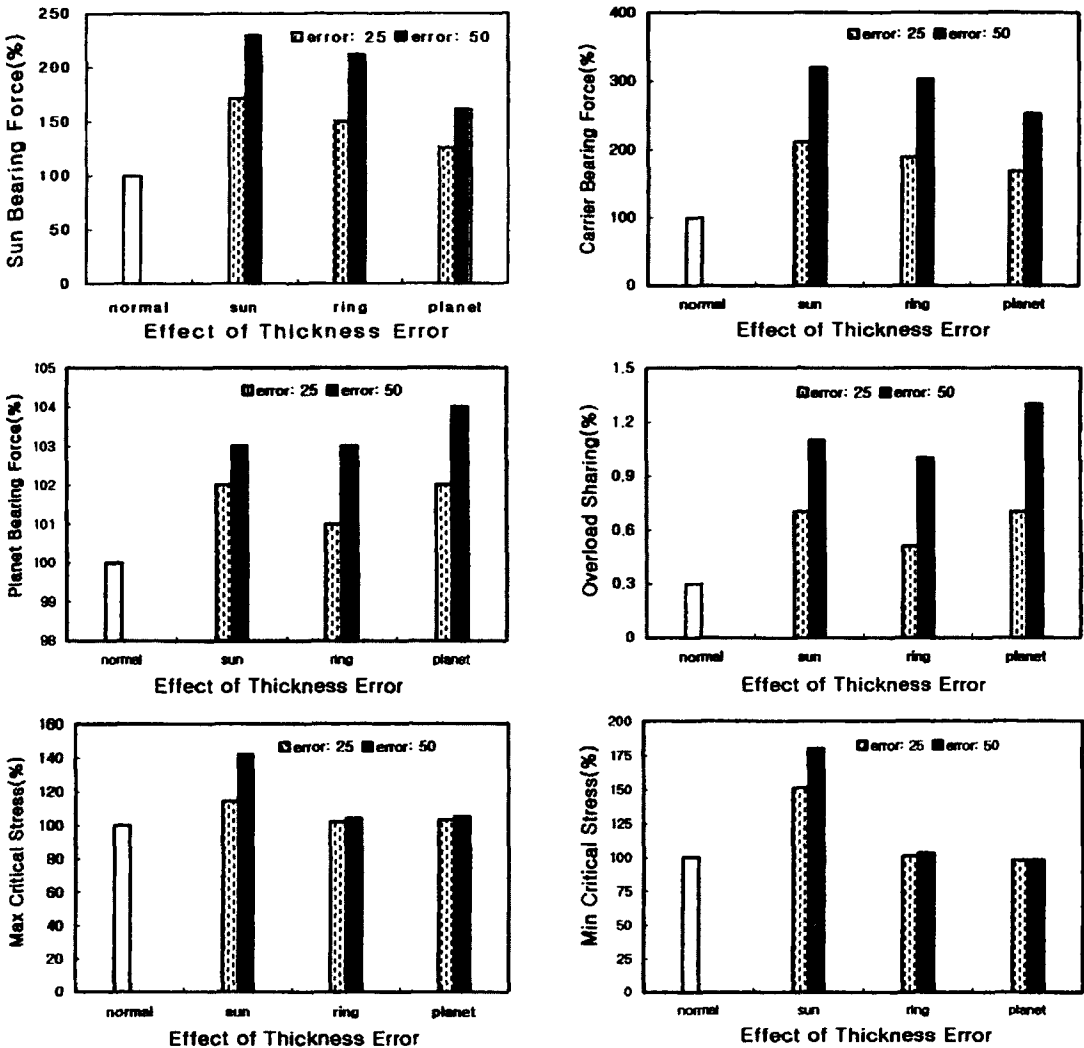 Sun Bearing Force(%)
250
200
150
100
50
0
error: 25 error: 50
normal sun ring planet
Effect of Thickness Error
Carrier Bearing Force(%)
400
300
200
100
0
error: 25 error: 50
normal sun ring planet
Effect of Thickness Error
Planet Bearing Force(%)
105
104
103
102
101
100
99
98
error: 25 error: 50
normal sun ring planet
Effect of Thickness Error
Overload Sharing(%)
1.5
1.2
0.9
0.6
0.3
0
error: 25 error: 50
normal sun ring planet
Effect of Thickness Error
Max Critical Stress(%)
160
140
120
100
80
60
40
20
0
error: 25 error: 50
normal sun ring planet
Effect of Thickness Error
Min Critical Stress(%)
200
175
150
125
100
75
50
25
0
error: 25 error: 50
normal sun ring planet
Effect of Thickness Error